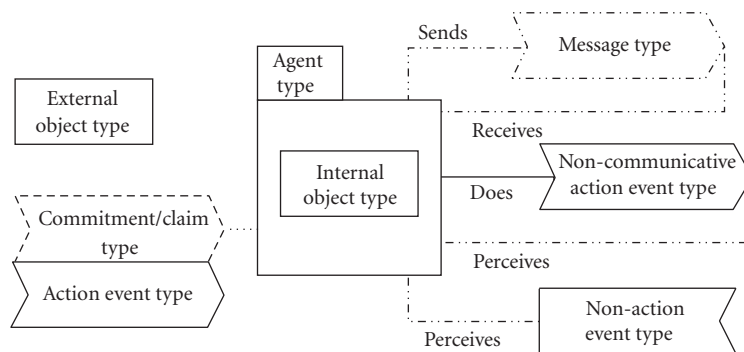 Sends
Message type
Agent
type
External
object type
Receives
Internal
object type
Non-communicative
action event type
Does
Commitment/claim
type
Perceives
Action event type
Non-action
event type
Perceives